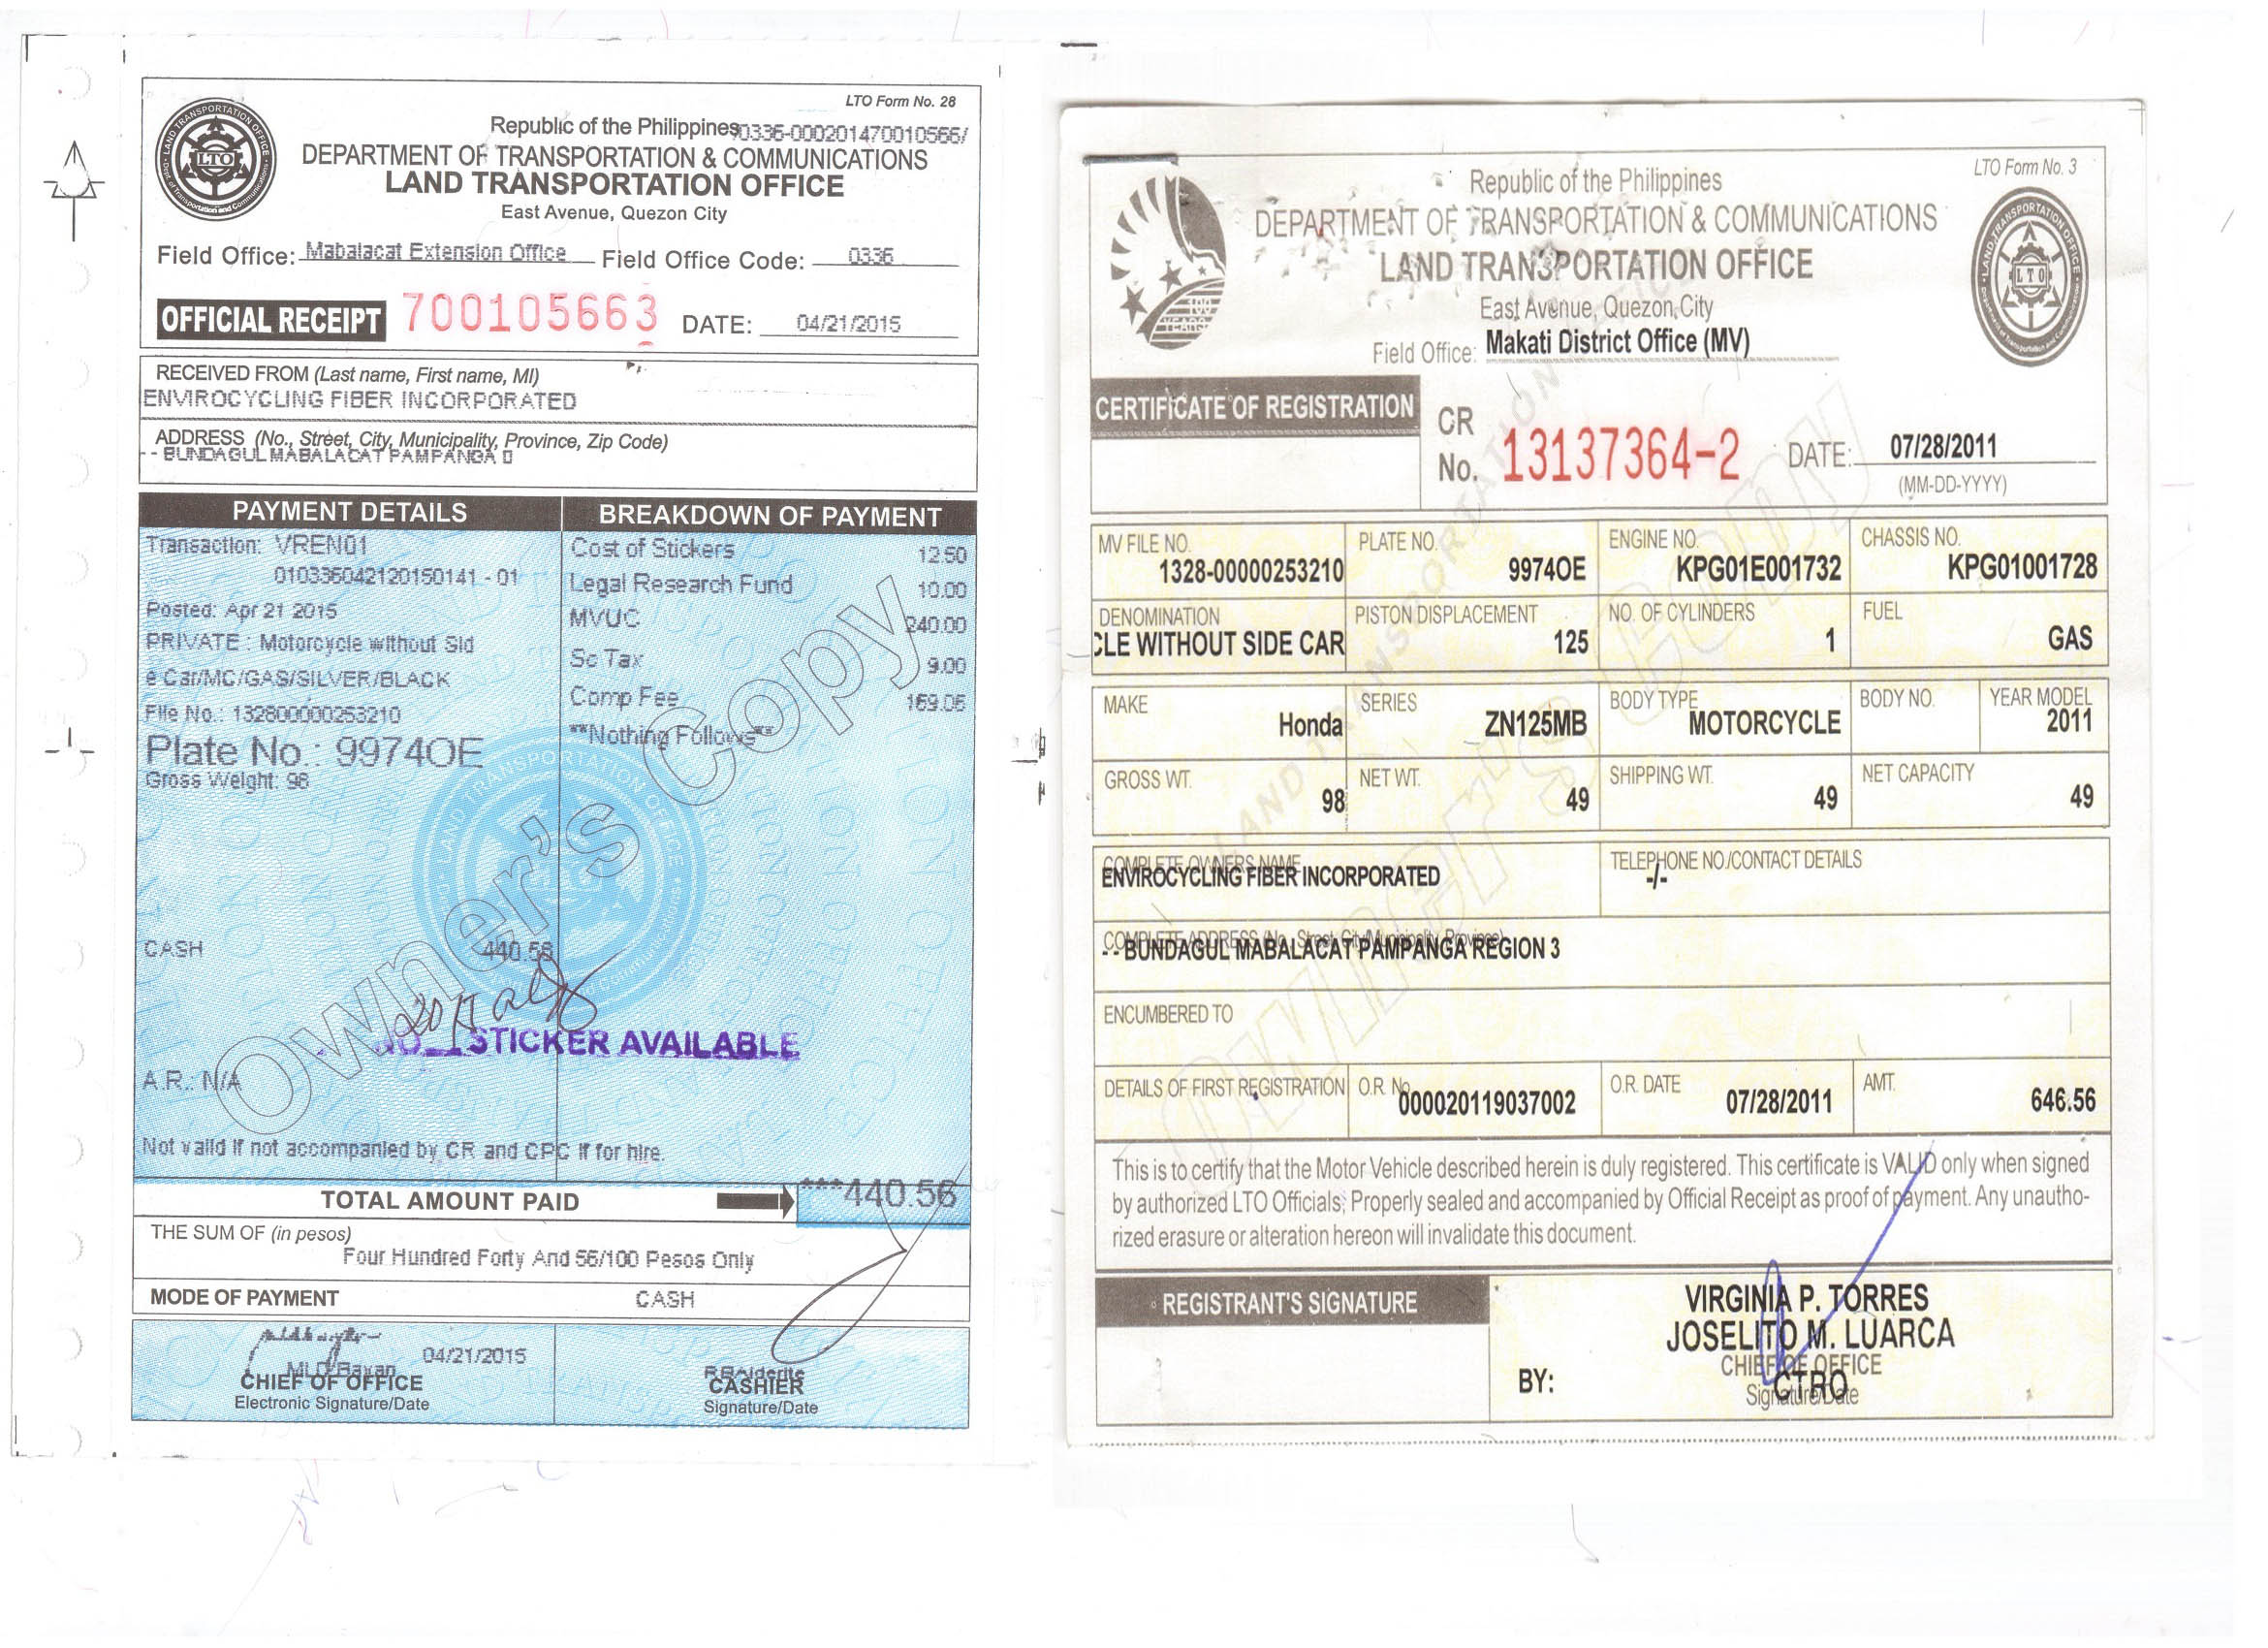 LTO Form No. 28
Republic of the Philippines
DEPARTMENT OF TRANSPORTATION & COMMUNICATIONS
LAND TRANSPORTATION OFFICE
East Avenue, Quezon City
Field Office: Mabalacat Extension Office Field Office Code: 0336
OFFICIAL RECEIPT 700105663 DATE: 04/21/2015
RECEIVED FROM (Last name, First name, MI)
ENVIROCYCLING FIBER INCORPORATED
ADDRESS (No., Street, City, Municipality, Province, Zip Code)
- - BUNDAGUL MABALACAT PAMPANGA
PAYMENT DETAILS BREAKDOWN OF PAYMENT
Transaction: VREN01 Cost of Stickers 12.50
010336042120150141 - 01 Legal Research Fund 10.00
Posted: Apr 21 2015 MVUC 240.00
PRIVATE : Motorcycle without Sid Sc Tax 9.00
e Car/MC/GAS/SILVER/BLACK Comp Fee 169.06
File No.: 132800000253210 **Nothing Follows**
Plate No.: 9974OE
Gross Weight: 98
Owner's Copy
CASH 440.56
STICKER AVAILABLE
A.R.: N/A
Not valid if not accompanied by CR and CPC if for hire.
TOTAL AMOUNT PAID ***440.56
THE SUM OF (in pesos)
Four Hundred Forty And 56/100 Pesos Only
MODE OF PAYMENT CASH
04/21/2015
CHIEF OF OFFICE CASHIER
Electronic Signature/Date Signature/Date
LTO Form No. 3
Republic of the Philippines
DEPARTMENT OF TRANSPORTATION & COMMUNICATIONS
LAND TRANSPORTATION OFFICE
East Avenue, Quezon City
Field Office: Makati District Office (MV)
CERTIFICATE OF REGISTRATION CR No. 13137364-2 DATE: 07/28/2011
(MM-DD-YYYY)
MV FILE NO. PLATE NO. ENGINE NO. CHASSIS NO.
1328-00000253210 9974OE KPG01E001732 KPG01001728
DENOMINATION PISTON DISPLACEMENT NO. OF CYLINDERS FUEL
CLE WITHOUT SIDE CAR 125 1 GAS
MAKE SERIES BODY TYPE BODY NO. YEAR MODEL
Honda ZN125MB MOTORCYCLE 2011
GROSS WT. NET WT. SHIPPING WT. NET CAPACITY
98 49 49 49
COMPLETE OWNERS NAME TELEPHONE NO./CONTACT DETAILS
ENVIROCYCLING FIBER INCORPORATED -/-
COMPLETE ADDRESS (No., Street, City/Municipality, Province)
- - BUNDAGUL MABALACAT PAMPANGA REGION 3
ENCUMBERED TO
DETAILS OF FIRST REGISTRATION O.R. No. O.R. DATE AMT.
000020119037002 07/28/2011 646.56
This is to certify that the Motor Vehicle described herein is duly registered. This certificate is VALID only when signed
by authorized LTO Officials; Properly sealed and accompanied by Official Receipt as proof of payment. Any unautho-
rized erasure or alteration hereon will invalidate this document.
REGISTRANT'S SIGNATURE
VIRGINIA P. TORRES
JOSELITO M. LUARCA
CHIEF OF OFFICE
BY: CTRO
Signature/Date
Owner's Copy